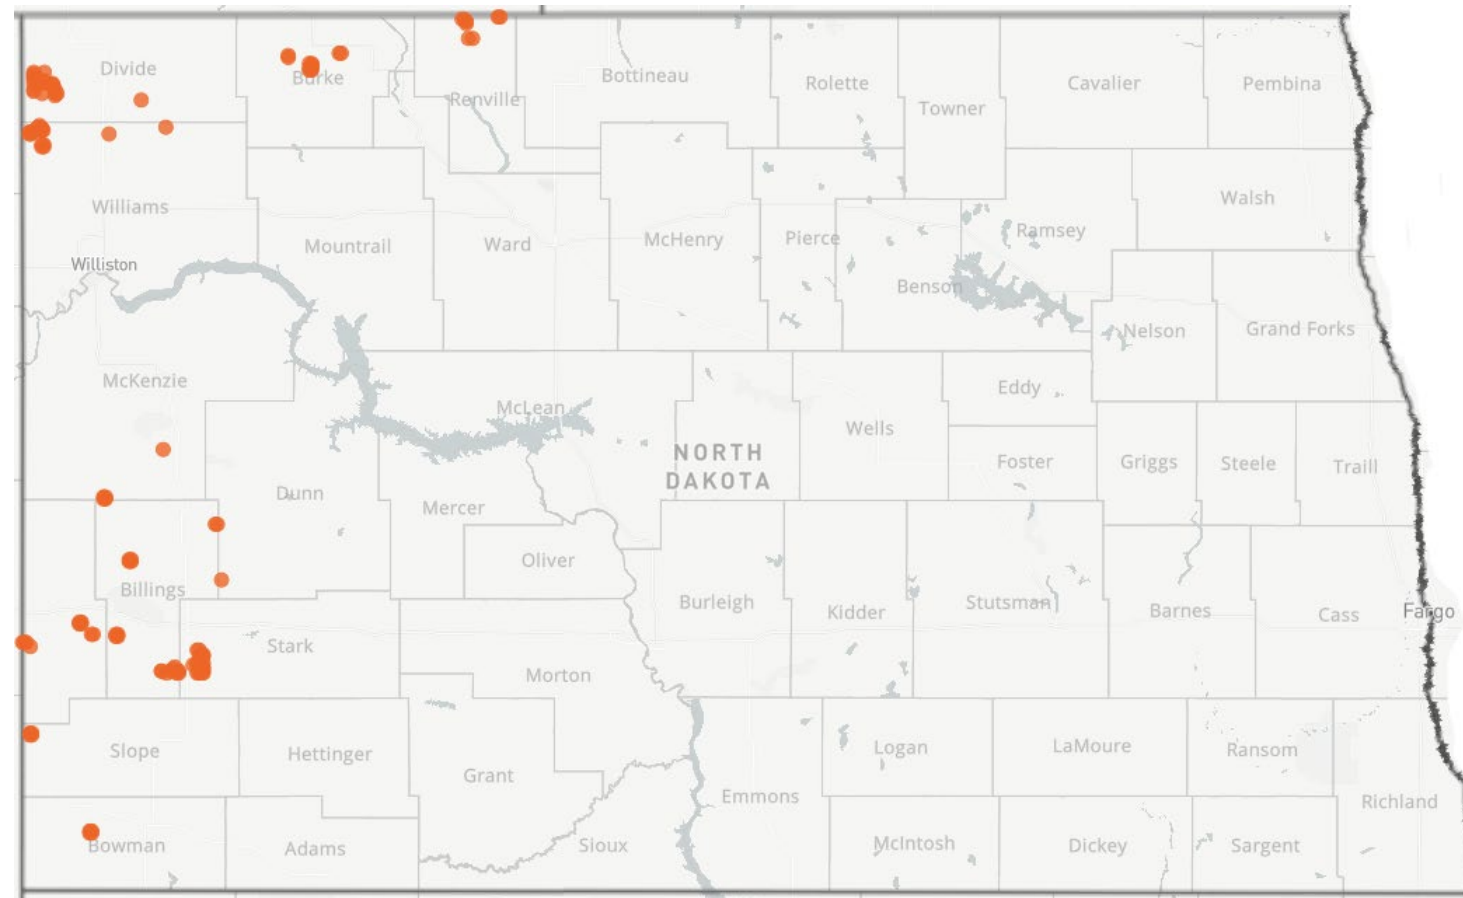 Divide
Burke
Renville
Bottineau
Rolette
Towner
Cavalier
Pembina
Williams
Mountrail
Ward
McHenry
Pierce
Benson
Ramsey
Walsh
Williston
Nelson
Grand Forks
McKenzie
McLean
Eddy
Wells
NORTH
DAKOTA
Foster
Griggs
Steele
Traill
Dunn
Mercer
Oliver
Billings
Burleigh
Kidder
Stutsman
Barnes
Cass
Fargo
Stark
Morton
Slope
Hettinger
Grant
Logan
LaMoure
Ransom
Emmons
Richland
Bowman
Adams
Sioux
McIntosh
Dickey
Sargent